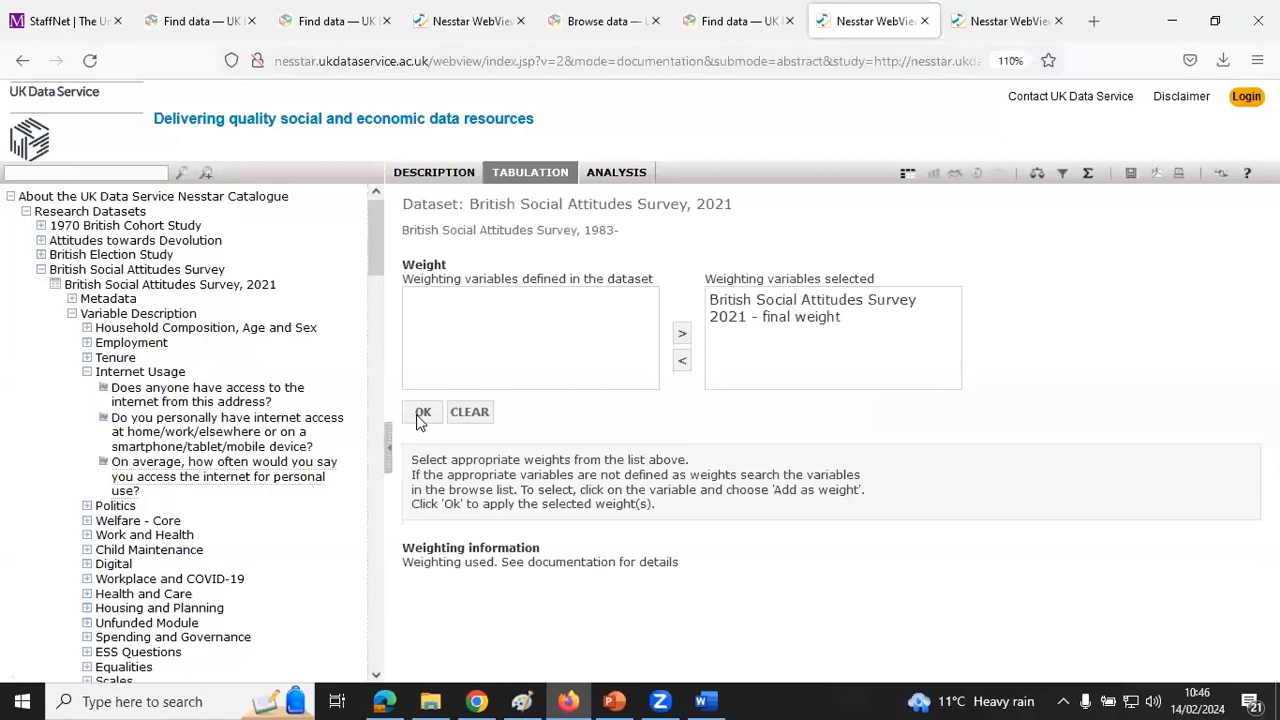 StaffNet | The Un
Find data — UK
Find data — UK
Nesstar WebView
Browse data —
Find data — UK
Nesstar WebView
Nesstar WebView
nesstar.ukdataservice.ac.uk/webview/index.jsp?v=2&mode=documentation&submode=abstract&study=http://nesstar.ukda
110%
UK Data Service
Contact UK Data Service
Disclaimer
Login
Delivering quality social and economic data resources
DESCRIPTION
TABULATION
ANALYSIS
About the UK Data Service Nesstar Catalogue
Research Datasets
1970 British Cohort Study
Attitudes towards Devolution
British Election Study
British Social Attitudes Survey
British Social Attitudes Survey, 2021
Metadata
Variable Description
Household Composition, Age and Sex
Employment
Tenure
Internet Usage
Does anyone have access to the
internet from this address?
Do you personally have internet access
at home/work/elsewhere or on a
smartphone/tablet/mobile device?
On average, how often would you say
you access the internet for personal
use?
Politics
Welfare - Core
Work and Health
Child Maintenance
Digital
Workplace and COVID-19
Health and Care
Housing and Planning
Unfunded Module
Spending and Governance
ESS Questions
Equalities
Scales
Dataset: British Social Attitudes Survey, 2021
British Social Attitudes Survey, 1983-
Weight
Weighting variables defined in the dataset
Weighting variables selected
British Social Attitudes Survey
2021 - final weight
>
<
OK
CLEAR
Select appropriate weights from the list above.
If the appropriate variables are not defined as weights search the variables
in the browse list. To select, click on the variable and choose 'Add as weight'.
Click 'Ok' to apply the selected weight(s).
Weighting information
Weighting used. See documentation for details
Type here to search
11°C Heavy rain
10:46
14/02/2024
21